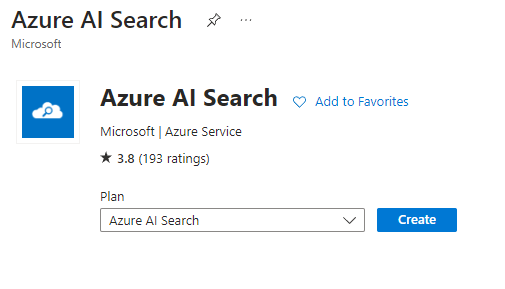 Azure AI Search
Microsoft
Azure AI Search
Add to Favorites
Microsoft | Azure Service
★ 3.8 (193 ratings)
Plan
Azure AI Search
Create